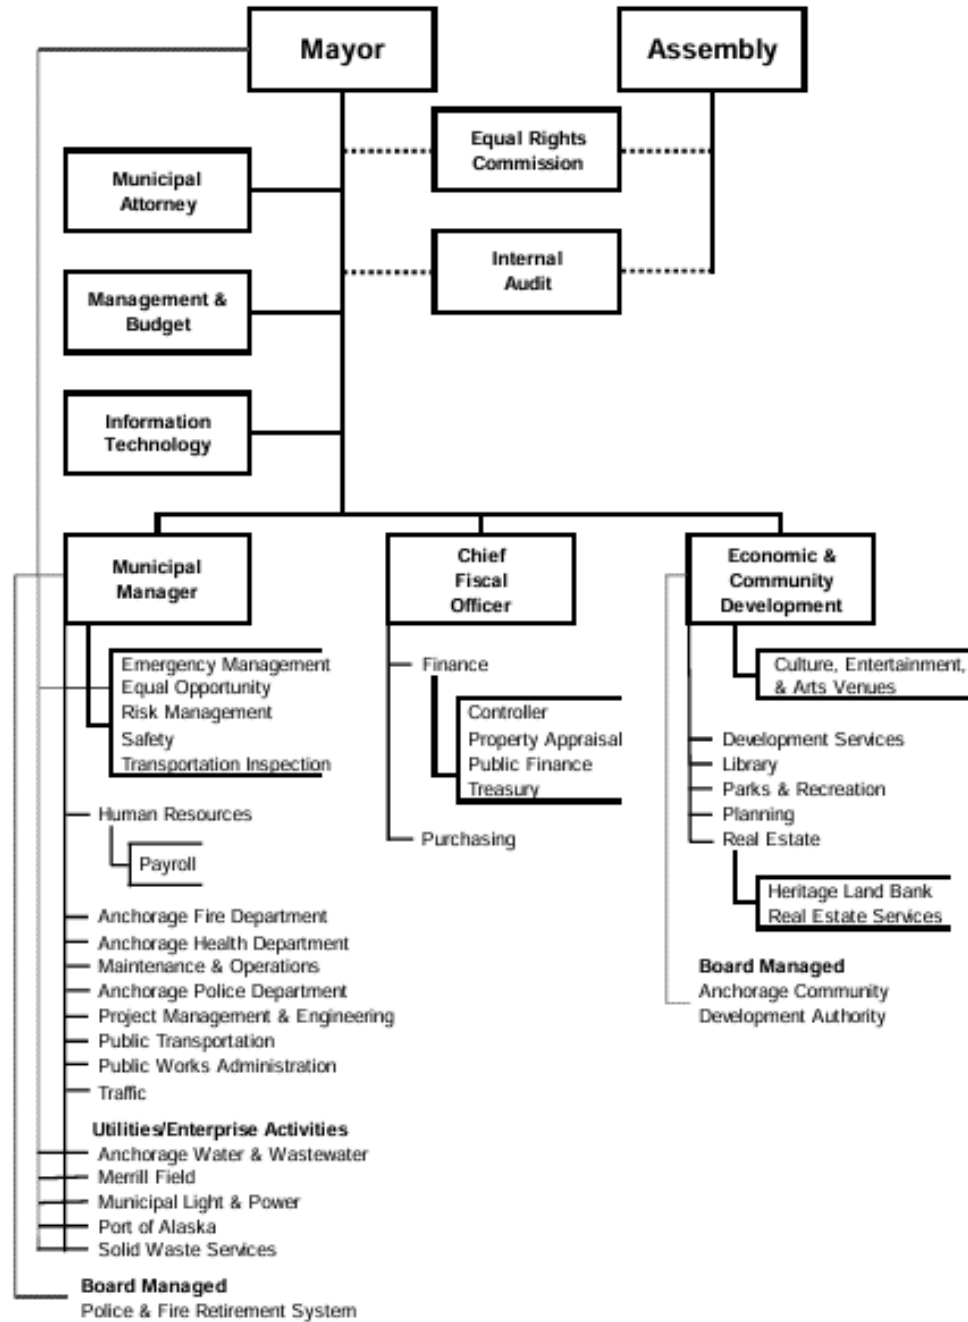 Mayor
Assembly
Equal Rights
Commission
Municipal
Attorney
Internal
Audit
Management &
Budget
Information
Technology
Municipal
Manager
Emergency Management
Equal Opportunity
Risk Management
Safety
Transportation Inspection
Human Resources
Payroll
Anchorage Fire Department
Anchorage Health Department
Maintenance & Operations
Anchorage Police Department
Project Management & Engineering
Public Transportation
Public Works Administration
Traffic
Utilities/Enterprise Activities
Anchorage Water & Wastewater
Merrill Field
Municipal Light & Power
Port of Alaska
Solid Waste Services
Board Managed
Police & Fire Retirement System
Chief
Fiscal
Officer
Finance
Controller
Property Appraisal
Public Finance
Treasury
Purchasing
Economic &
Community
Development
Culture, Entertainment,
& Arts Venues
Development Services
Library
Parks & Recreation
Planning
Real Estate
Heritage Land Bank
Real Estate Services
Board Managed
Anchorage Community
Development Authority